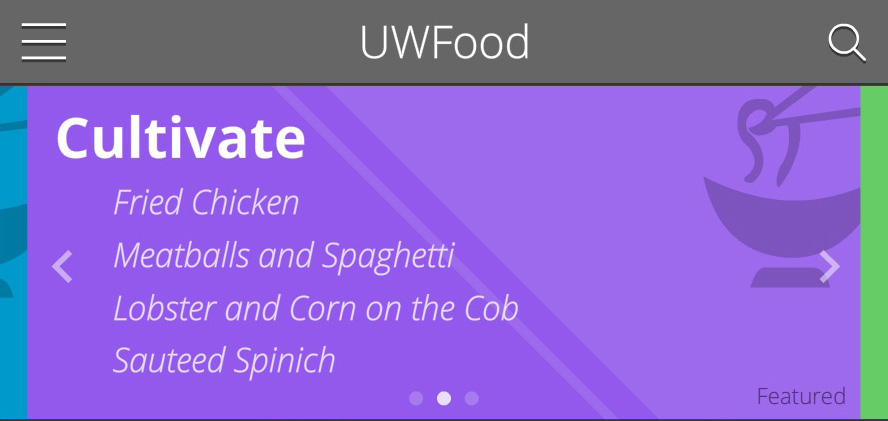 UWFood
Cultivate
Fried Chicken
Meatballs and Spaghetti
Lobster and Corn on the Cob
Sauteed Spinich
Featured